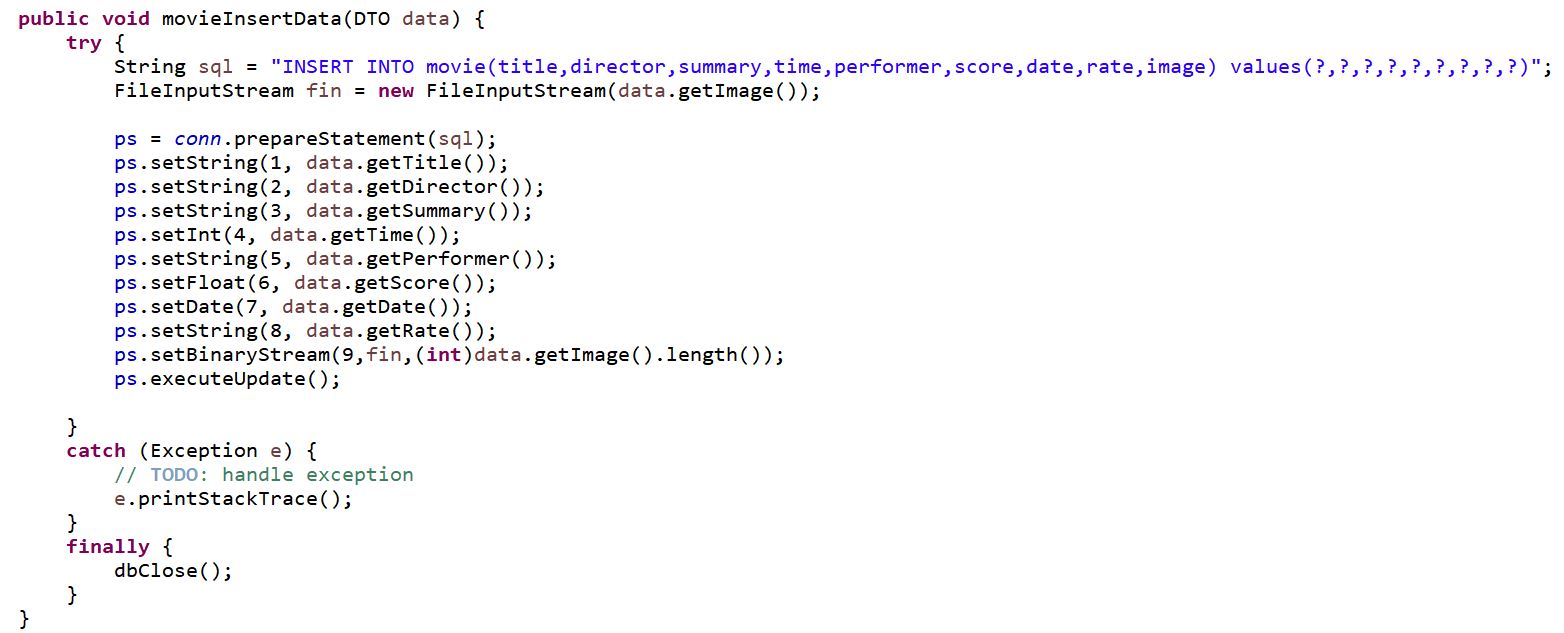 public void movieInsertData(DTO data) {
try {
String sql = "INSERT INTO movie(title,director,summary,time,performer,score,date,rate,image) values(?,?,?,?,?,?,?,?,?)";
FileInputStream fin = new FileInputStream(data.getImage());
ps = conn.prepareStatement(sql);
ps.setString(1, data.getTitle());
ps.setString(2, data.getDirector());
ps.setString(3, data.getSummary());
ps.setInt(4, data.getTime());
ps.setString(5, data.getPerformer());
ps.setFloat(6, data.getScore());
ps.setDate(7, data.getDate());
ps.setString(8, data.getRate());
ps.setBinaryStream(9,fin,(int)data.getImage().length());
ps.executeUpdate();
}
catch (Exception e) {
// TODO: handle exception
e.printStackTrace();
}
finally {
dbClose();
}
}